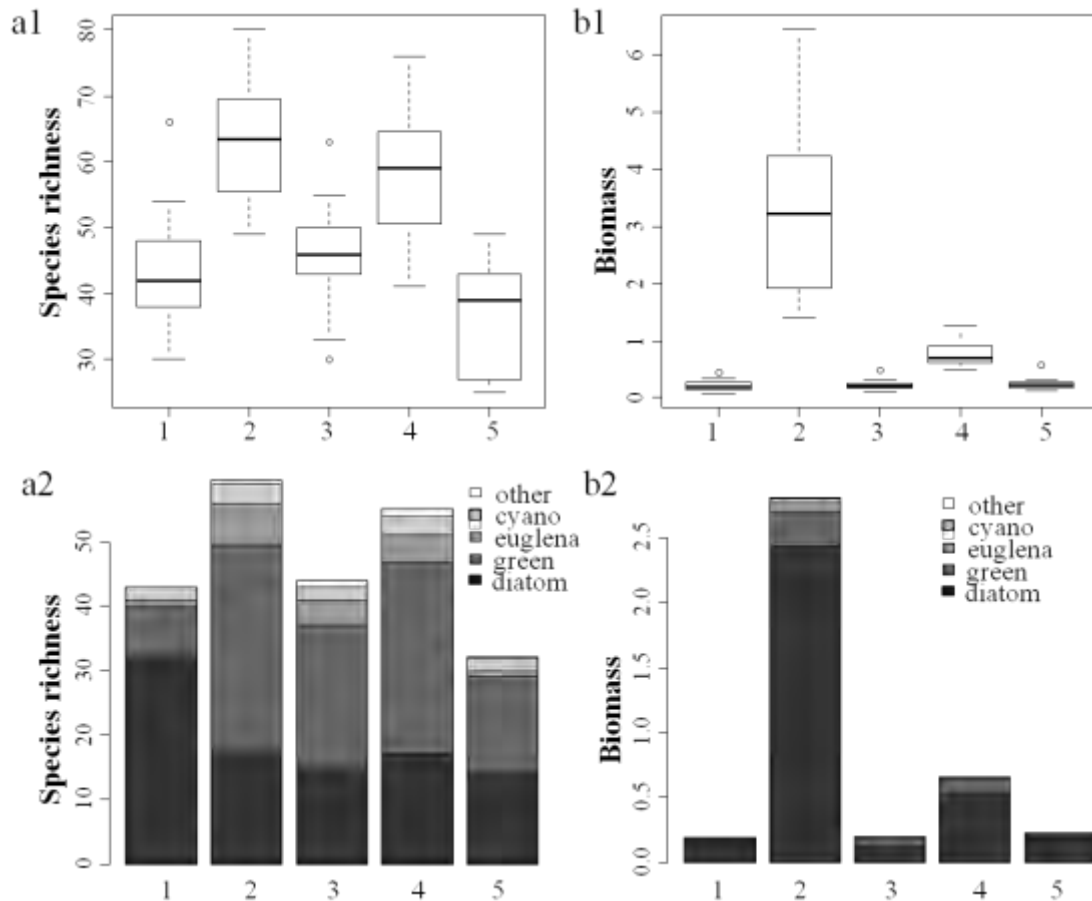 a1
Species richness
80
70
60
50
40
30
1 2 3 4 5
b1
Biomass
6
5
4
3
2
1
0
1 2 3 4 5
a2
Species richness
50
40
30
20
10
0
other
cyano
euglena
green
diatom
1 2 3 4 5
b2
Biomass
2.5
2.0
1.5
1.0
0.5
0.0
other
cyano
euglena
green
diatom
1 2 3 4 5